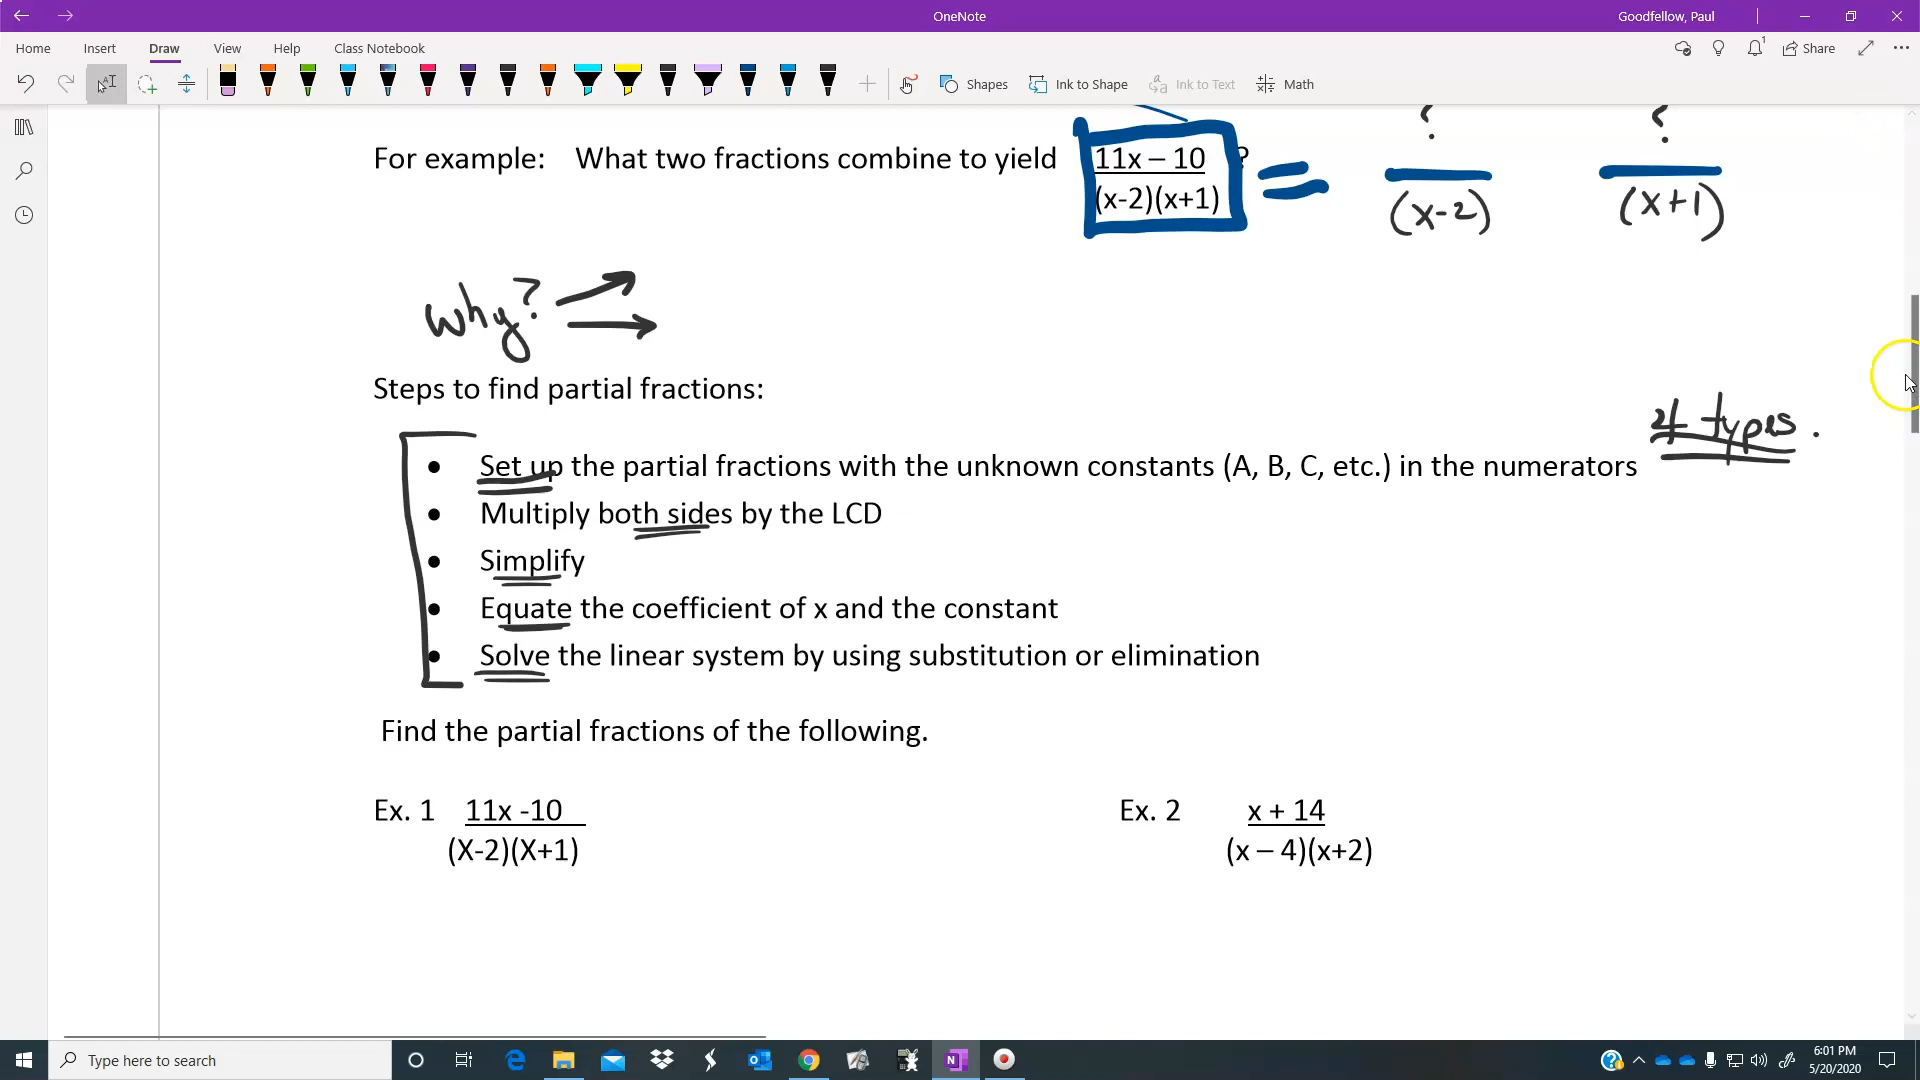 OneNote
Goodfellow, Paul
Home Insert Draw View Help Class Notebook
Share
Shapes Ink to Shape Ink to Text Math
? ?
For example: What two fractions combine to yield 11x – 10 ? =
(x-2)(x+1) (x-2) (x+1)
Why?
Steps to find partial fractions:
4 types.
• Set up the partial fractions with the unknown constants (A, B, C, etc.) in the numerators
• Multiply both sides by the LCD
• Simplify
• Equate the coefficient of x and the constant
• Solve the linear system by using substitution or elimination
Find the partial fractions of the following.
Ex. 1 11x -10 Ex. 2 x + 14
(X-2)(X+1) (x – 4)(x+2)
Type here to search
6:01 PM
5/20/2020